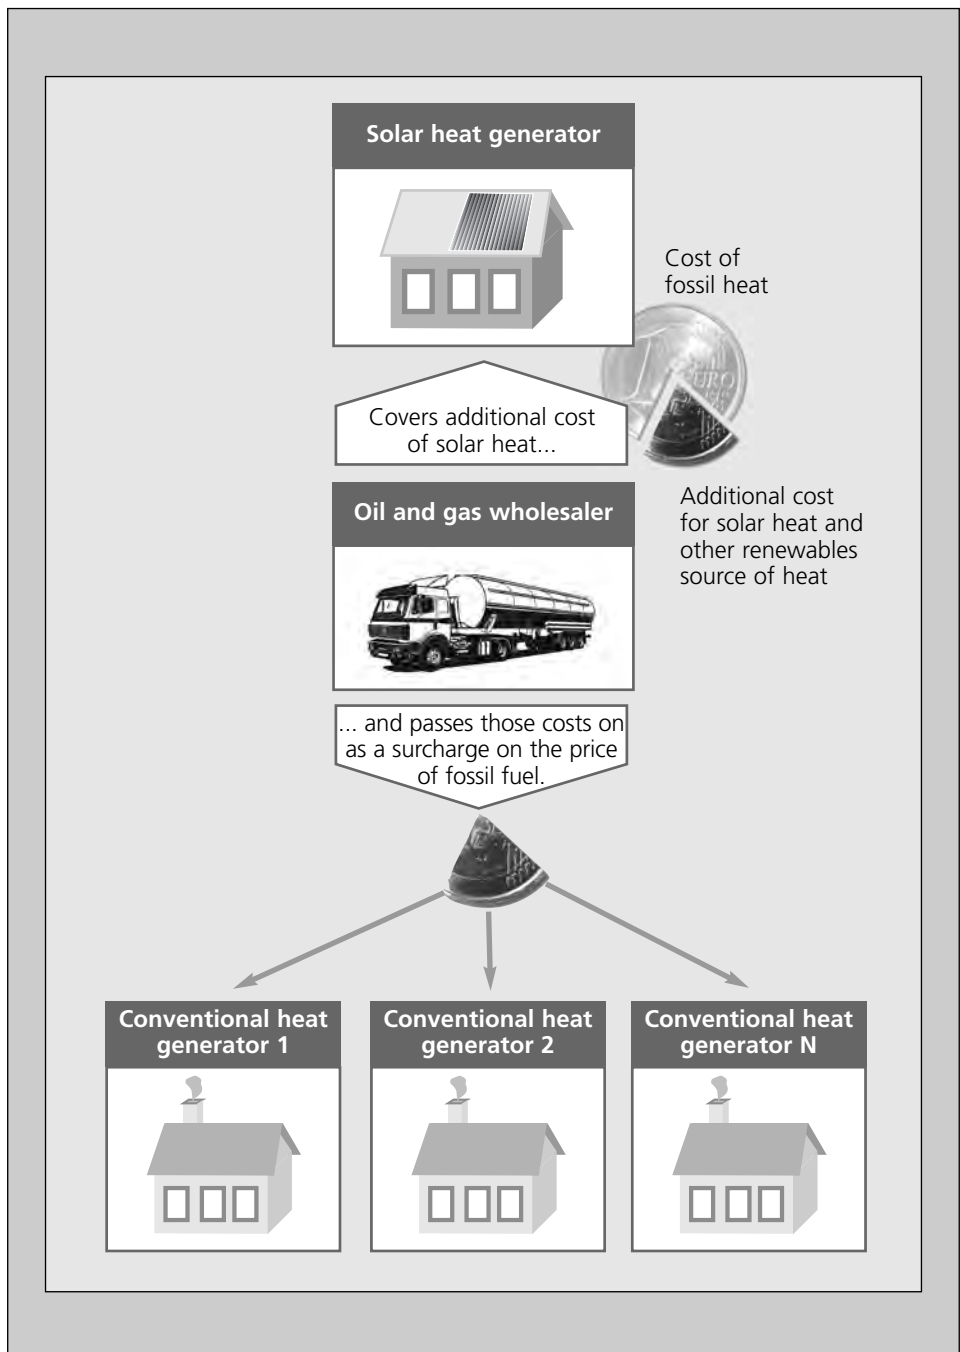 Solar heat generator
Cost of
fossil heat
1
EURO
Covers additional cost
of solar heat...
Additional cost
for solar heat and
other renewables
source of heat
Oil and gas wholesaler
... and passes those costs on
as a surcharge on the price
of fossil fuel.
Conventional heat
generator 1
Conventional heat
generator 2
Conventional heat
generator N